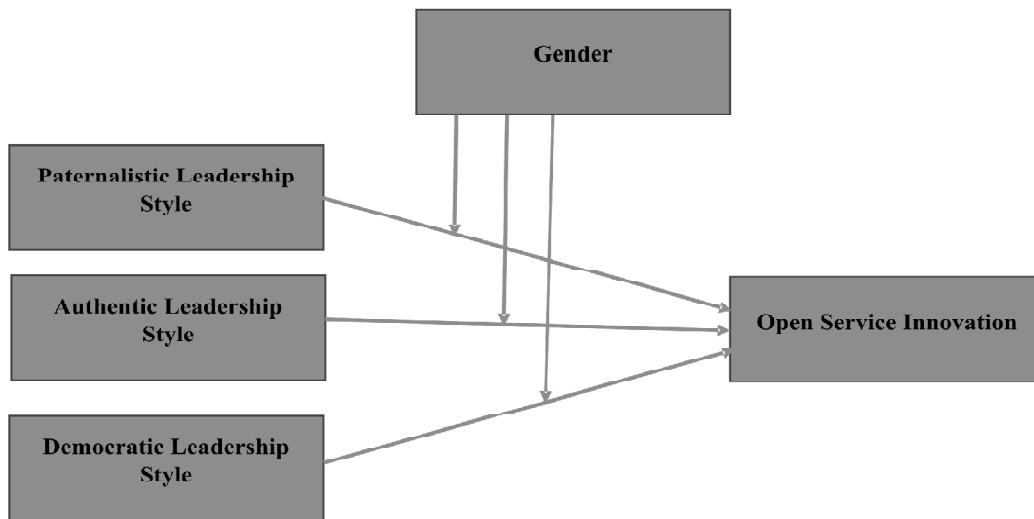 Gender
Paternalistic Leadership
Style
Authentic Leadership
Style
Open Service Innovation
Democratic Leadership
Style